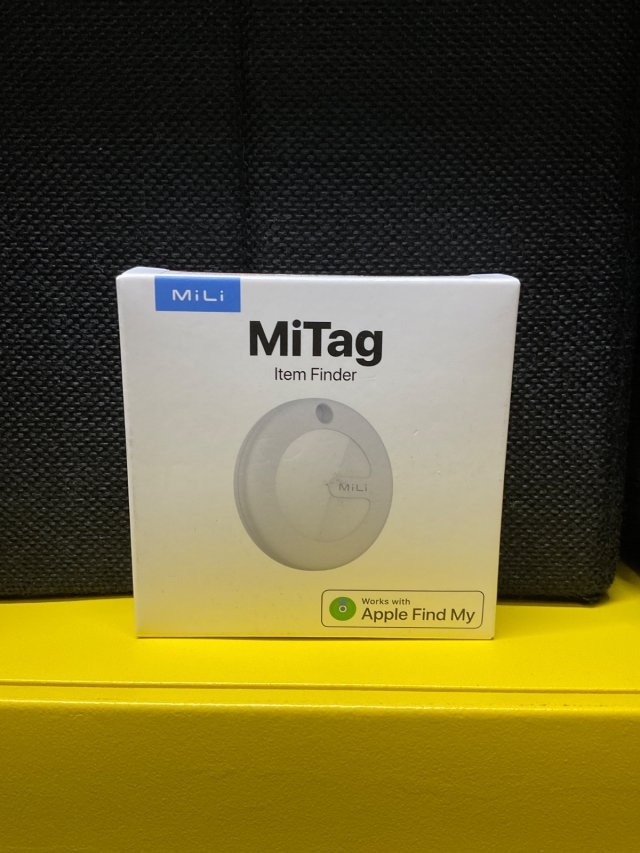 MiLi
MiTag
Item Finder
MiLi
Works with
Apple Find My